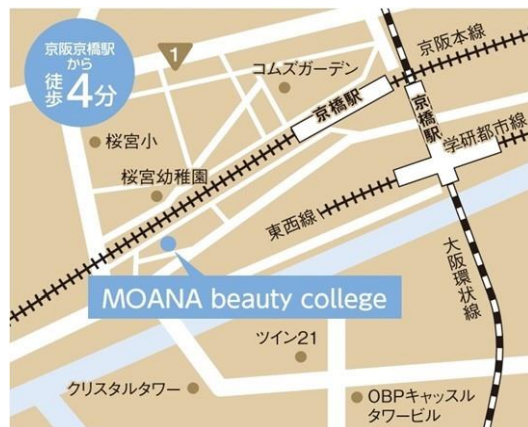 京阪京橋駅
から
徒歩4分
1
コムズガーデン
京阪本線
京橋駅
京橋駅
学研都市線
桜宮小
桜宮幼稚園
東西線
大阪環状線
MOANA beauty college
ツイン21
クリスタルタワー
OBPキャッスル
タワービル